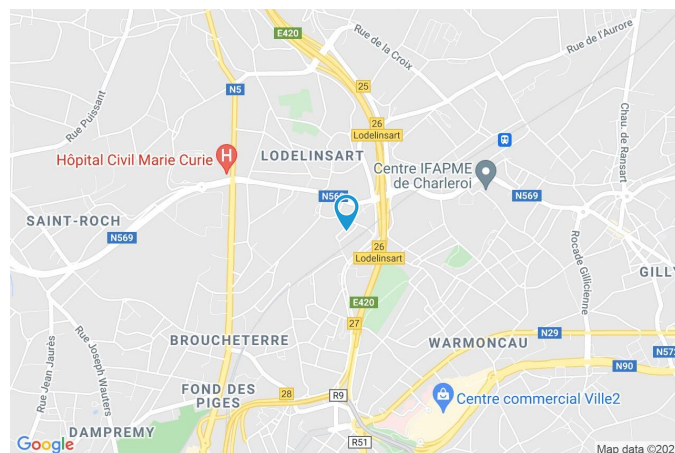 E420
Rue de la Croix
Rue de l'Aurore
N5
25
Rue Puissant
26
Lodelinsart
Chau. de Ransart
LODELINSART
Hôpital Civil Marie Curie
H
Centre IFAPME
de Charleroi
N569
N569
SAINT-ROCH
N569
26
Lodelinsart
Rocade Gillicienne
GILLY
E420
27
N29
BROUCHETERRE
WARMONCAU
N573
N90
Rue Jean Jaurès
Rue Joseph Wauters
FOND DES
PIGES
28
R9
Centre commercial Ville2
DAMPREMY
R51
Google
Map data ©202